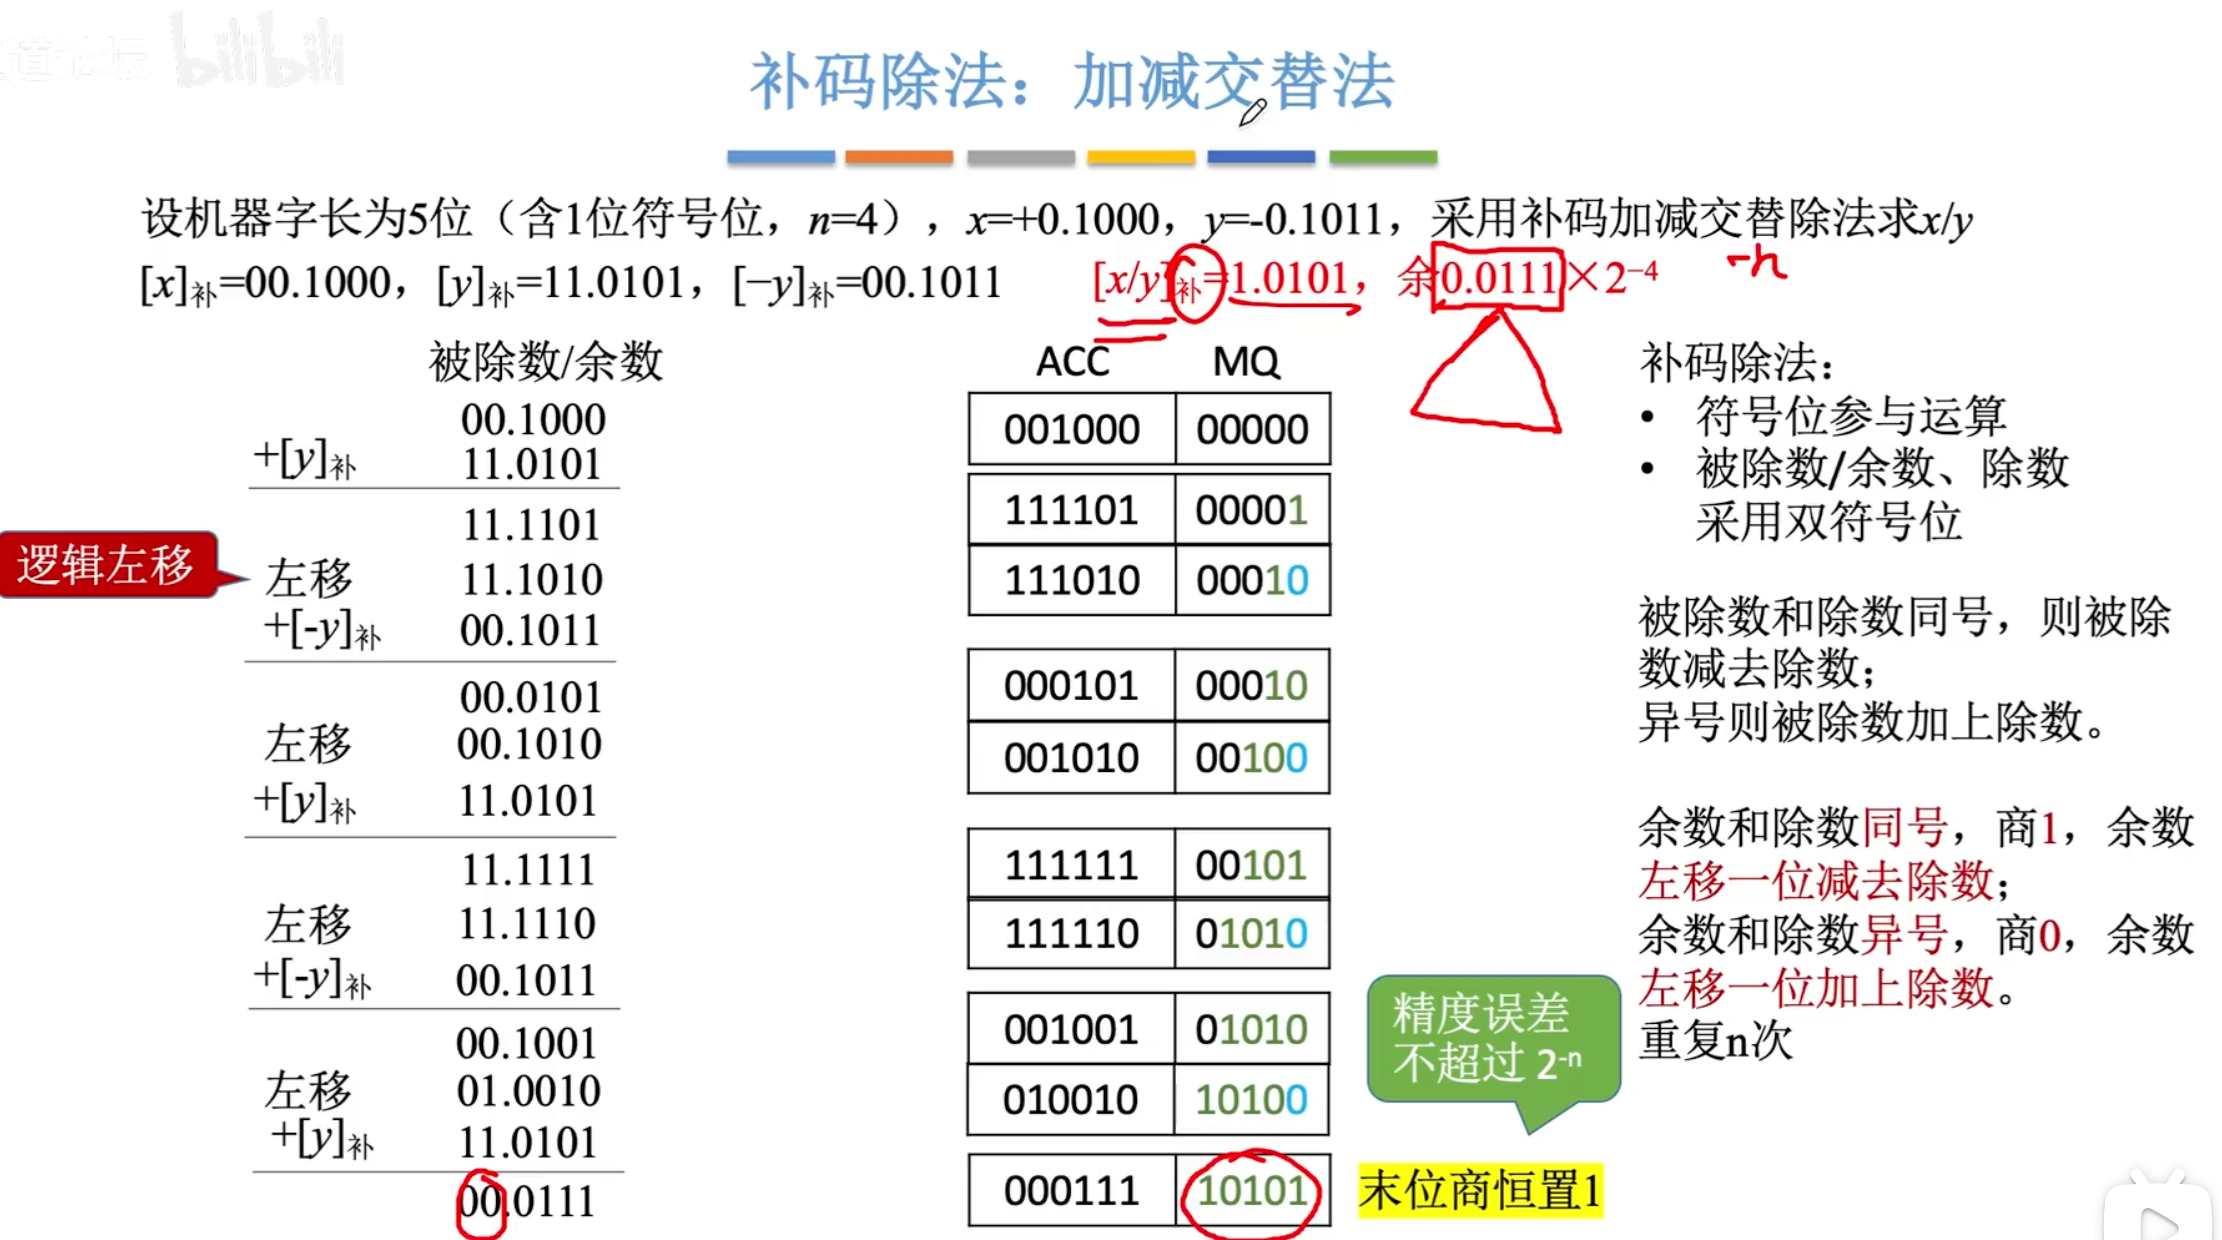 bilibili
补码除法：加减交替法
设机器字长为5位（含1位符号位，n=4），x=+0.1000，y=-0.1011，采用补码加减交替除法求x/y
[x]补=00.1000，[y]补=11.0101，[−y]补=00.1011
[x/y]补=1.0101，余0.0111×2⁻⁴
-n
被除数/余数
00.1000
+[y]补 11.0101
11.1101
逻辑左移
左移 11.1010
+[-y]补 00.1011
00.0101
左移 00.1010
+[y]补 11.0101
11.1111
左移 11.1110
+[-y]补 00.1011
00.1001
左移 01.0010
+[y]补 11.0101
00.0111
ACC MQ
001000 00000
111101 00001
111010 00010
000101 00010
001010 00100
111111 00101
111110 01010
001001 01010
010010 10100
000111 10101
精度误差
不超过 2⁻ⁿ
末位商恒置1
补码除法：
• 符号位参与运算
• 被除数/余数、除数
采用双符号位
被除数和除数同号，则被除
数减去除数；
异号则被除数加上除数。
余数和除数同号，商1，余数
左移一位减去除数；
余数和除数异号，商0，余数
左移一位加上除数。
重复n次